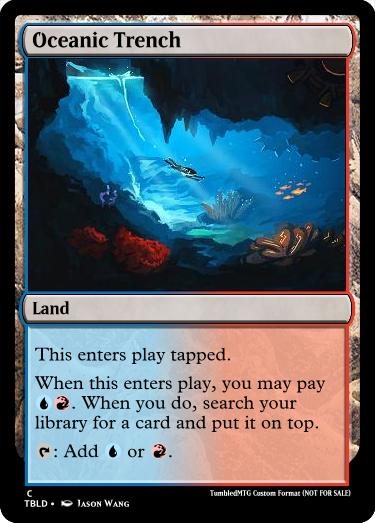 Oceanic Trench
Land
This enters play tapped.
When this enters play, you may pay
. When you do, search your
library for a card and put it on top.
: Add or .
C
TBLD • Jason Wang
TumbledMTG Custom Format (NOT FOR SALE)